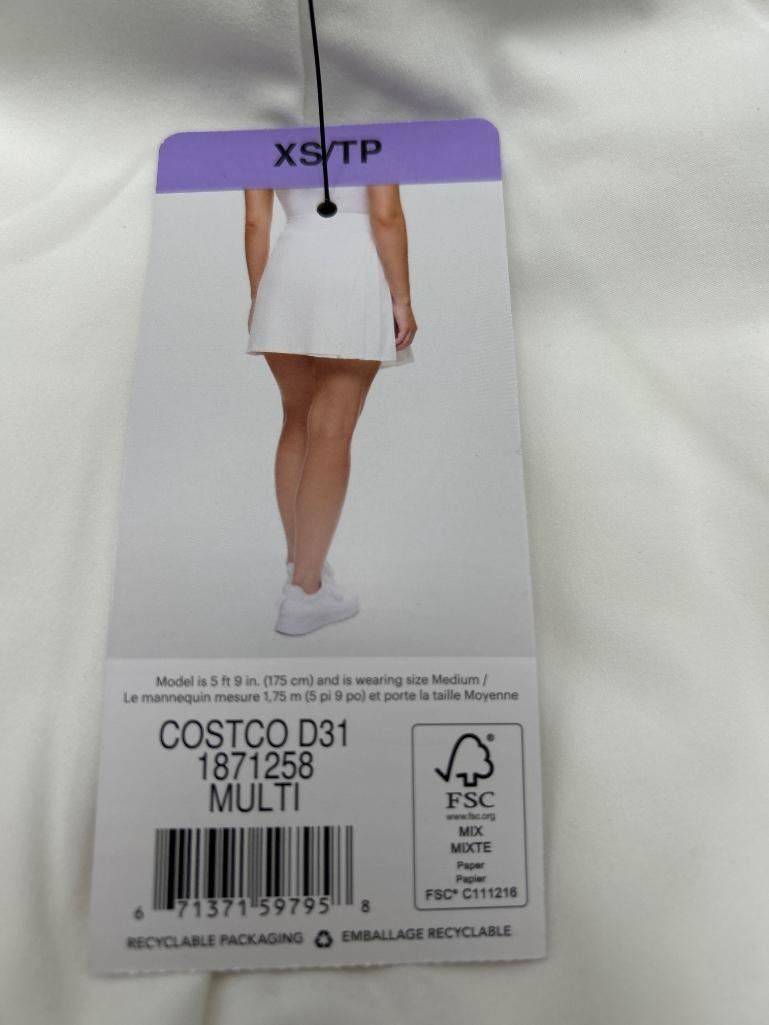 XS/TP
Model is 5 ft 9 in. (175 cm) and is wearing size Medium /
Le mannequin mesure 1,75 m (5 pi 9 po) et porte la taille Moyenne
COSTCO D31
1871258
MULTI
FSC®
www.fsc.org
MIX
MIXTE
Paper
Papier
FSC® C111216
6 71371 59795 8
RECYCLABLE PACKAGING EMBALLAGE RECYCLABLE